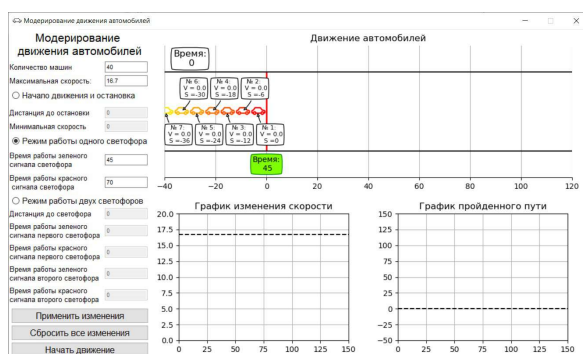 Модерирование движения автомобилей
Модерирование
движения автомобилей
Количество машин
40
Максимальная скорость:
16.7
Начало движения и остановка
Дистанция до остановки
0
Минимальная скорость
0
Режим работы одного светофора
Время работы зеленого
сигнала светофора
45
Время работы красного
сигнала светофора
70
Режим работы двух светофоров
Дистанция до светофора
0
Время работы зеленого
сигнала первого светофора
0
Время работы красного
сигнала первого светофора
0
Время работы зеленого
сигнала второго светофора
0
Время работы красного
сигнала второго светофора
0
Применить изменения
Сбросить все изменения
Начать движение
Движение автомобилей
Время:
0
№ 6:
V = 0.0
S =-30
№ 4:
V = 0.0
S =-18
№ 2:
V = 0.0
S =-6
№ 7:
V = 0.0
S =-36
№ 5:
V = 0.0
S =-24
№ 3:
V = 0.0
S =-12
№ 1:
V = 0.0
S =0
Время:
45
−40 −20 0 20 40 60 80 100 120
График изменения скорости
20.0
17.5
15.0
12.5
10.0
7.5
5.0
2.5
0.0
0 25 50 75 100 125 150
График пройденного пути
150
125
100
75
50
25
0
−25
−50
0 25 50 75 100 125 150